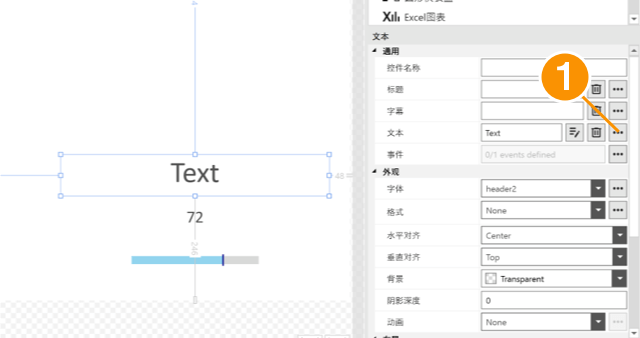 Excel图表
文本
通用
控件名称
标题
字幕
文本 Text
事件 0/1 events defined
外观
字体 header2
格式 None
水平对齐 Center
垂直对齐 Top
背景 Transparent
阴影深度 0
动画 None
1
Text
48
72
246